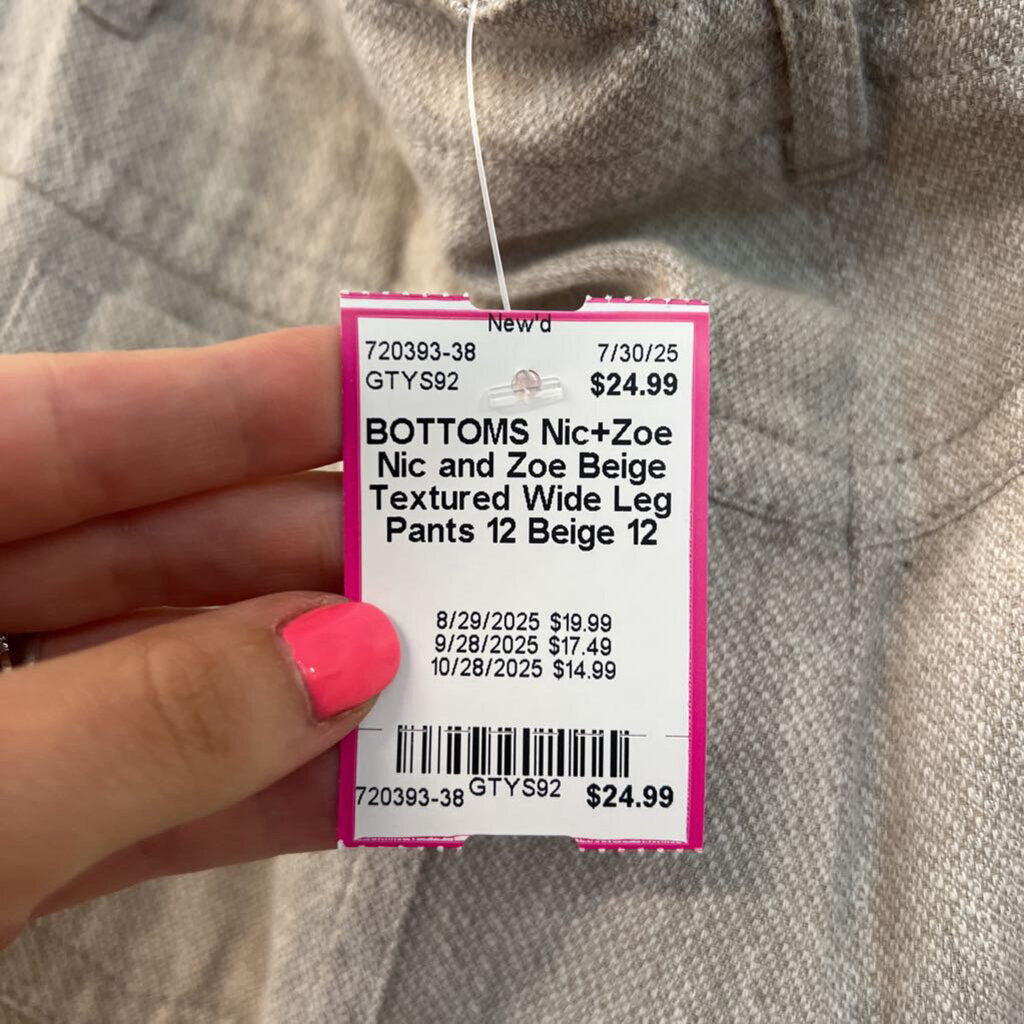 New'd
720393-38 7/30/25
GTYS92 $24.99
BOTTOMS Nic+Zoe
Nic and Zoe Beige
Textured Wide Leg
Pants 12 Beige 12
8/29/2025 $19.99
9/28/2025 $17.49
10/28/2025 $14.99
720393-38 GTYS92 $24.99